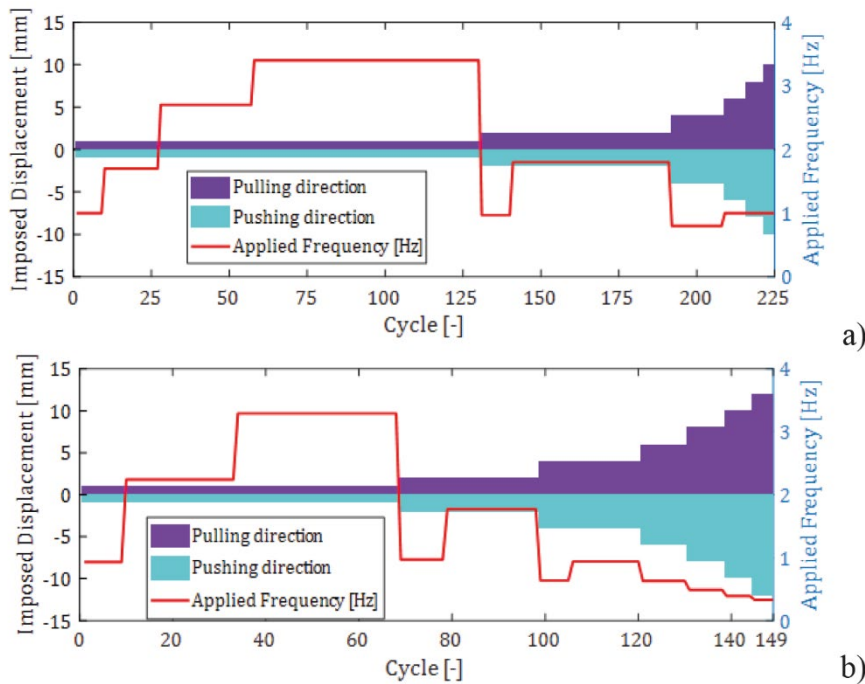 15
10
5
0
-5
-10
-15
Imposed Displacement [mm]
4
3
2
1
0
Applied Frequency [Hz]
Pulling direction
Pushing direction
Applied Frequency [Hz]
0 25 50 75 100 125 150 175 200 225
Cycle [-]
a)
15
10
5
0
-5
-10
-15
Imposed Displacement [mm]
4
3
2
1
0
Applied Frequency [Hz]
Pulling direction
Pushing direction
Applied Frequency [Hz]
0 20 40 60 80 100 120 140 149
Cycle [-]
b)